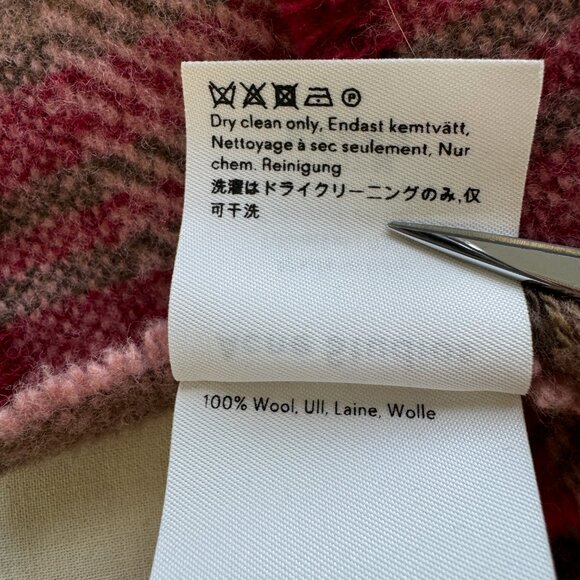 Dry clean only, Endast kemtvätt,
Nettoyage à sec seulement, Nur
chem. Reinigung
洗濯はドライクリーニングのみ,仅
可干洗
100% Wool, Ull, Laine, Wolle